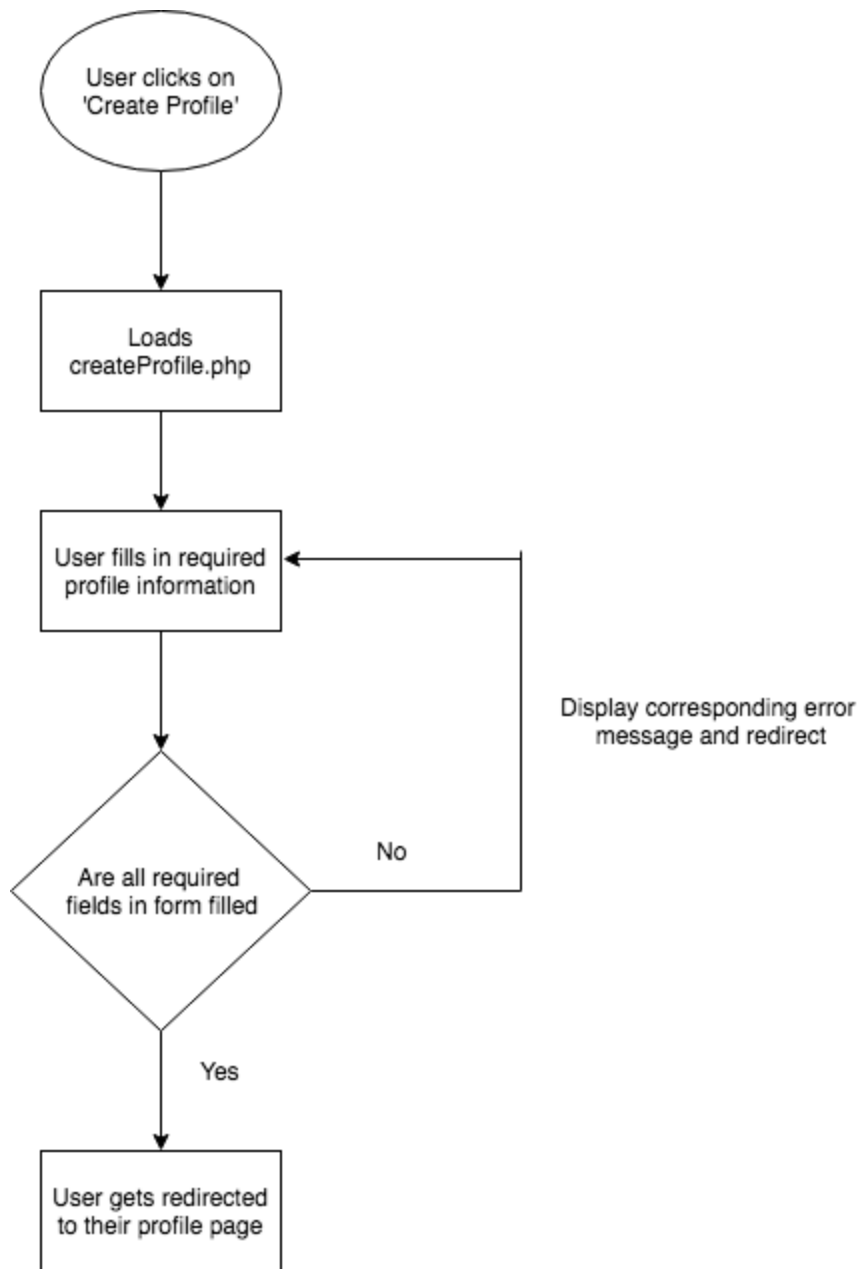 User clicks on
'Create Profile'
Loads
createProfile.php
User fills in required
profile information
Display corresponding error
message and redirect
No
Are all required
fields in form filled
Yes
User gets redirected
to their profile page